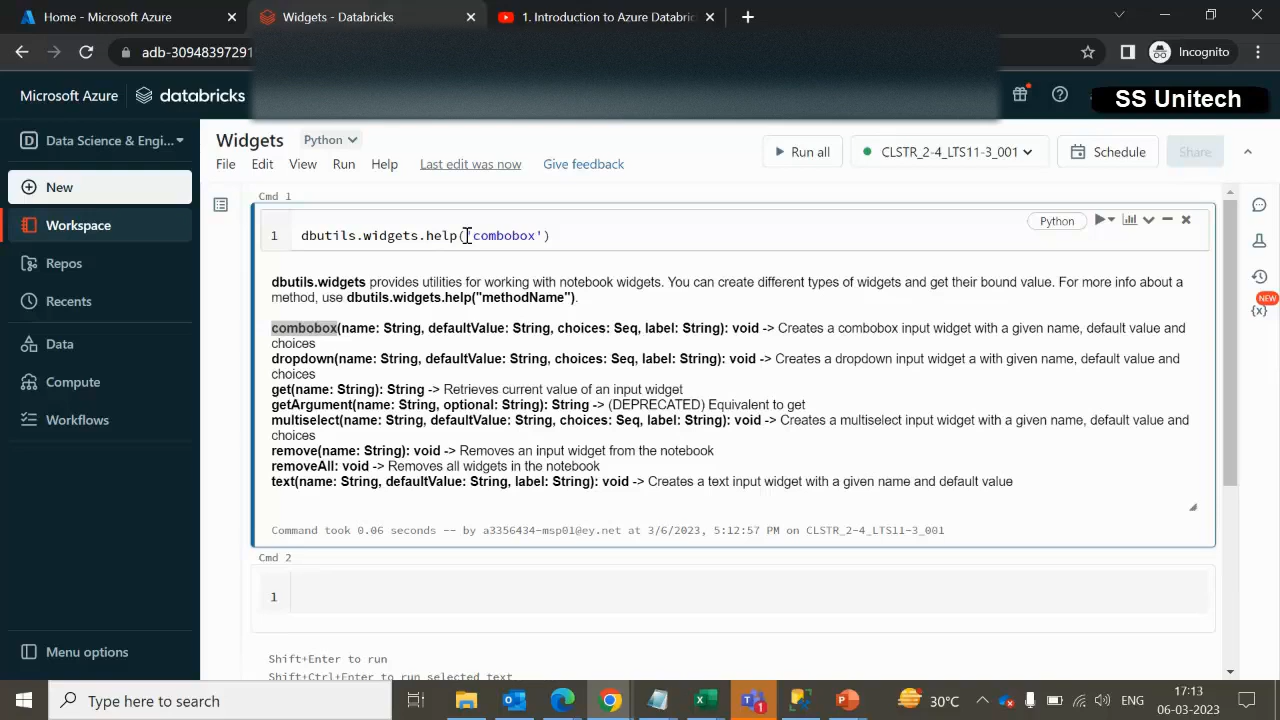 Home - Microsoft Azure
Widgets - Databricks
1. Introduction to Azure Databric
adb-30948397291
Incognito
Microsoft Azure
databricks
SS Unitech
Data Science & Engi...
New
Workspace
Repos
Recents
Data
Compute
Workflows
Menu options
Widgets
Python
File Edit View Run Help Last edit was now Give feedback
Run all
CLSTR_2-4_LTS11-3_001
Schedule
Share
NEW
Cmd 1
Python
1 dbutils.widgets.help('combobox')
dbutils.widgets provides utilities for working with notebook widgets. You can create different types of widgets and get their bound value. For more info about a
method, use dbutils.widgets.help("methodName").
combobox(name: String, defaultValue: String, choices: Seq, label: String): void -> Creates a combobox input widget with a given name, default value and
choices
dropdown(name: String, defaultValue: String, choices: Seq, label: String): void -> Creates a dropdown input widget a with given name, default value and
choices
get(name: String): String -> Retrieves current value of an input widget
getArgument(name: String, optional: String): String -> (DEPRECATED) Equivalent to get
multiselect(name: String, defaultValue: String, choices: Seq, label: String): void -> Creates a multiselect input widget with a given name, default value and
choices
remove(name: String): void -> Removes an input widget from the notebook
removeAll: void -> Removes all widgets in the notebook
text(name: String, defaultValue: String, label: String): void -> Creates a text input widget with a given name and default value
Command took 0.06 seconds -- by a3356434-msp01@ey.net at 3/6/2023, 5:12:57 PM on CLSTR_2-4_LTS11-3_001
Cmd 2
1
Shift+Enter to run
Shift+Ctrl+Enter to run selected text
Type here to search
1
30°C
ENG
17:13
06-03-2023